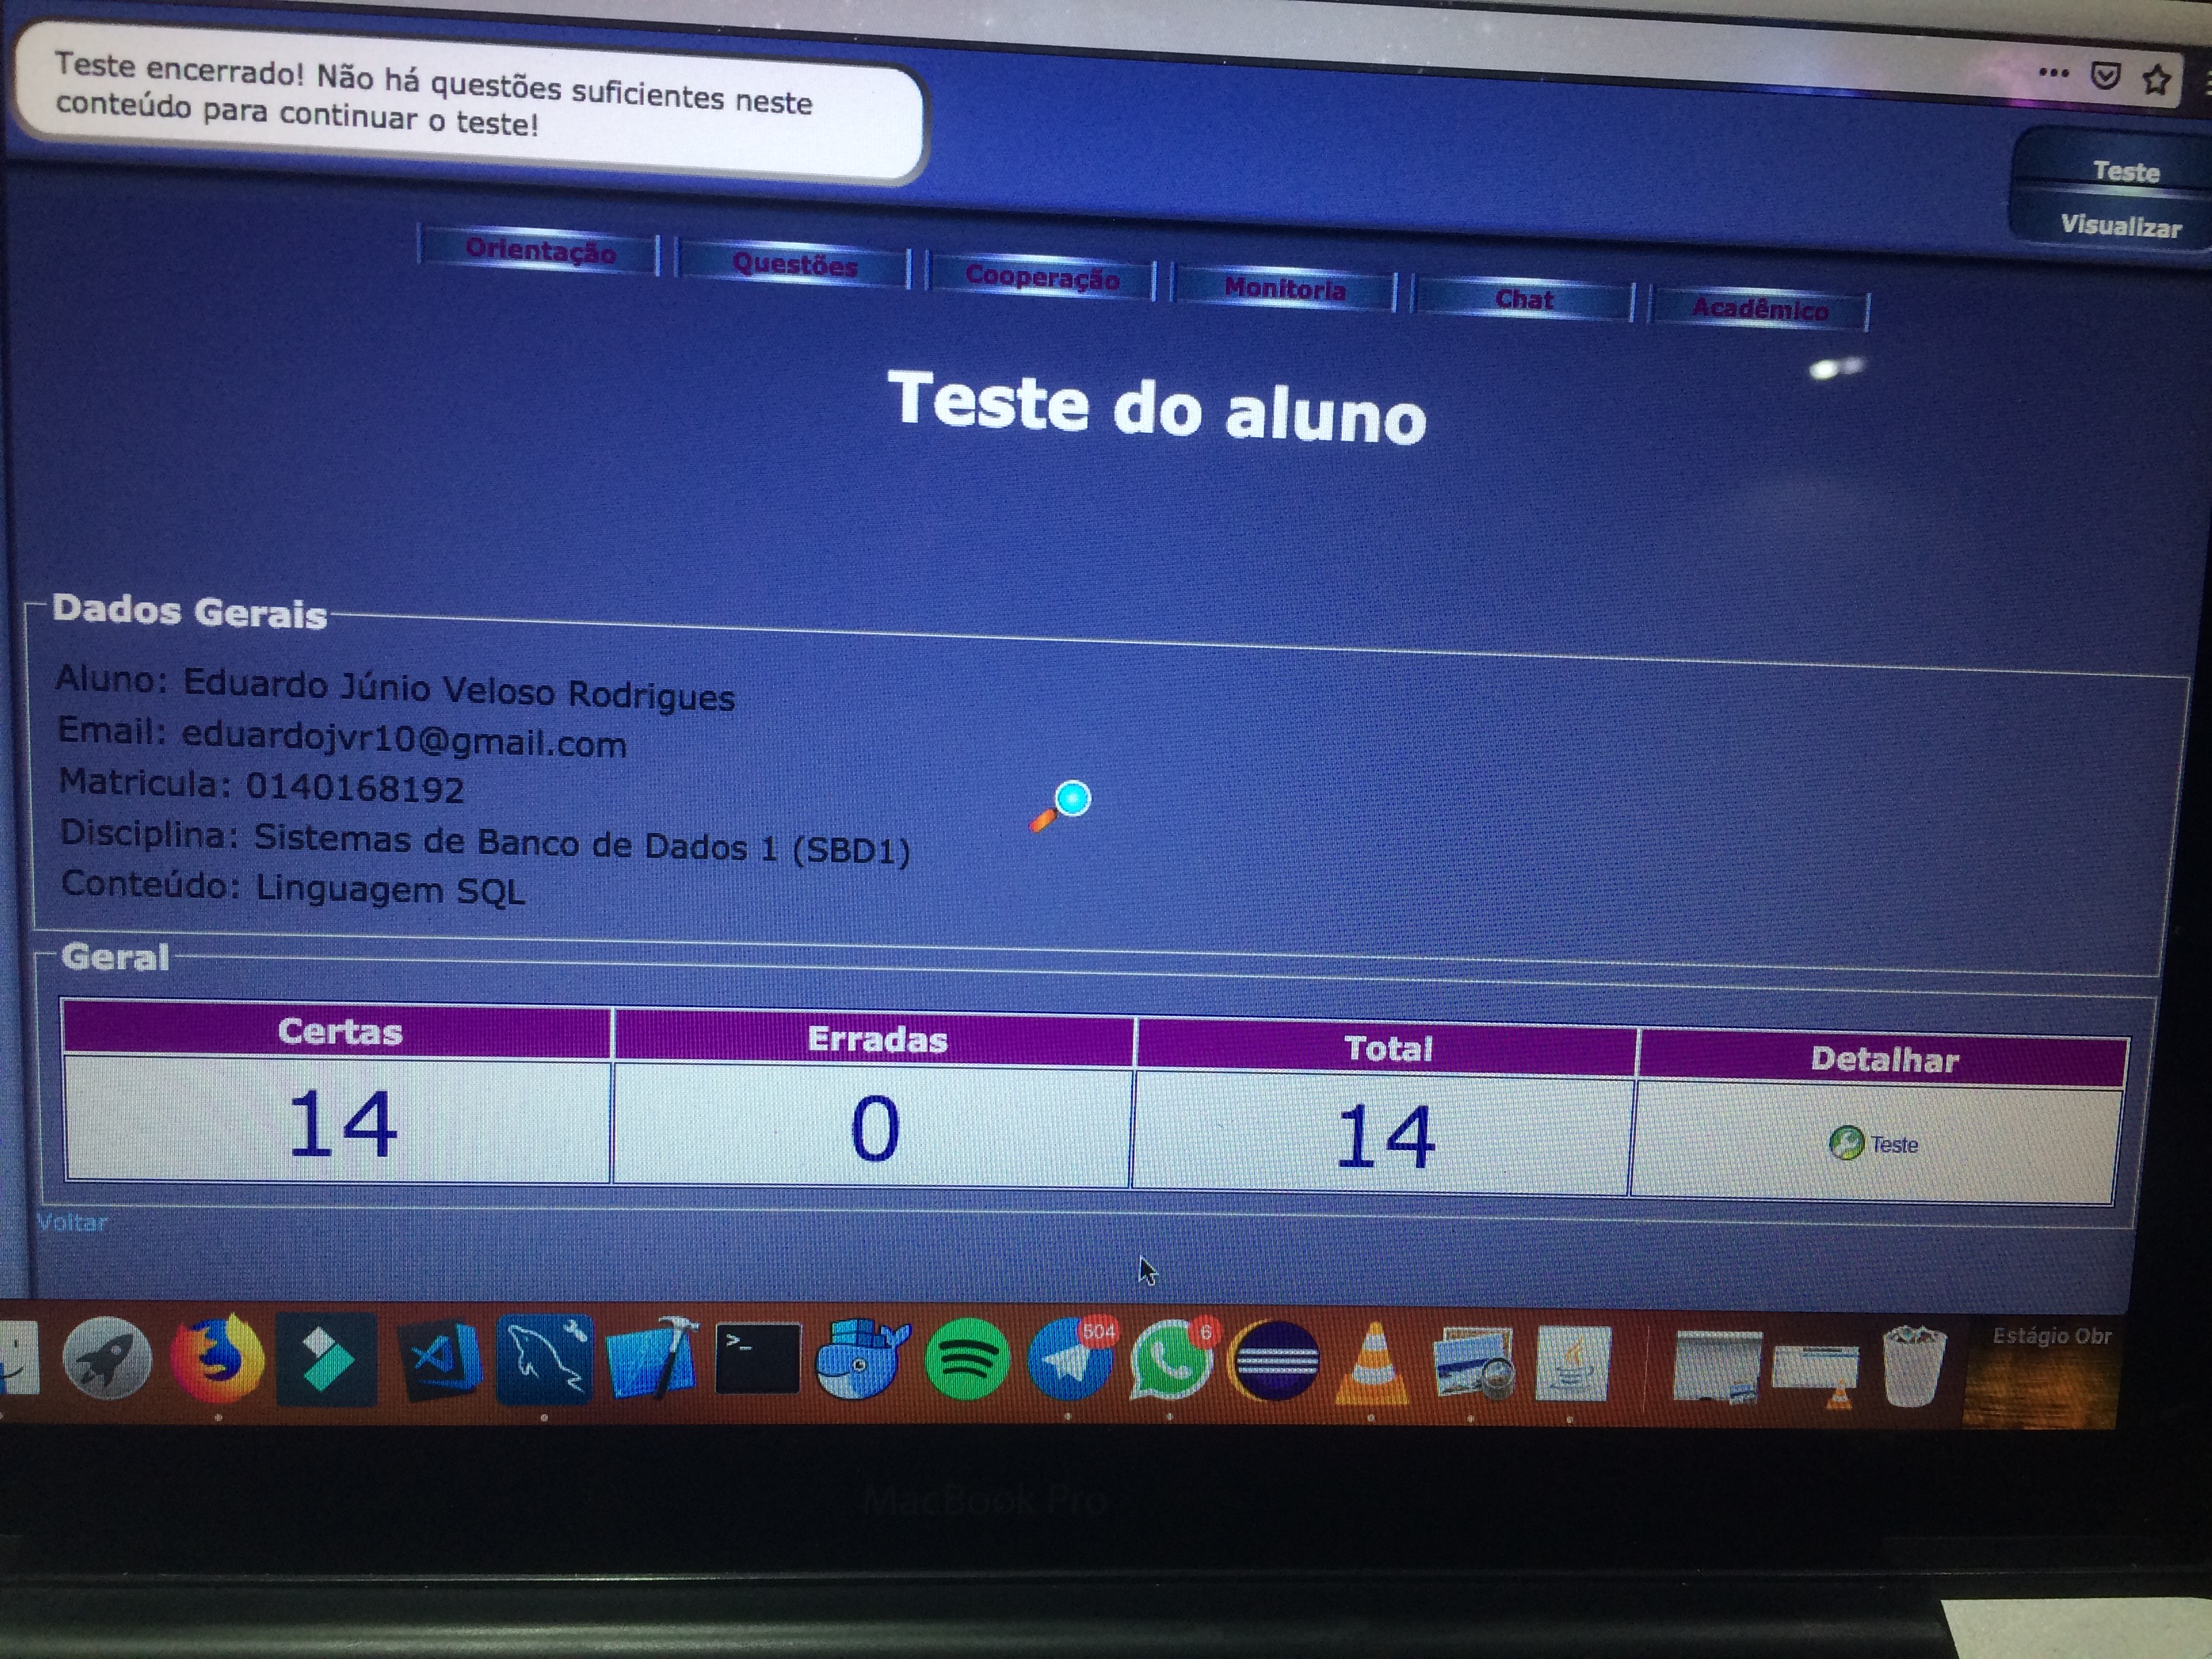 Teste encerrado! Não há questões suficientes neste
conteúdo para continuar o teste!
Teste
Visualizar
Orientação Questões Cooperação Monitoria Chat Acadêmico
Teste do aluno
Dados Gerais
Aluno: Eduardo Júnio Veloso Rodrigues
Email: eduardojvr10@gmail.com
Matricula: 0140168192
Disciplina: Sistemas de Banco de Dados 1 (SBD1)
Conteúdo: Linguagem SQL
Geral
Certas Erradas Total Detalhar
14 0 14 Teste
Voltar
504 6
>_
Estágio Obr
MacBook Pro